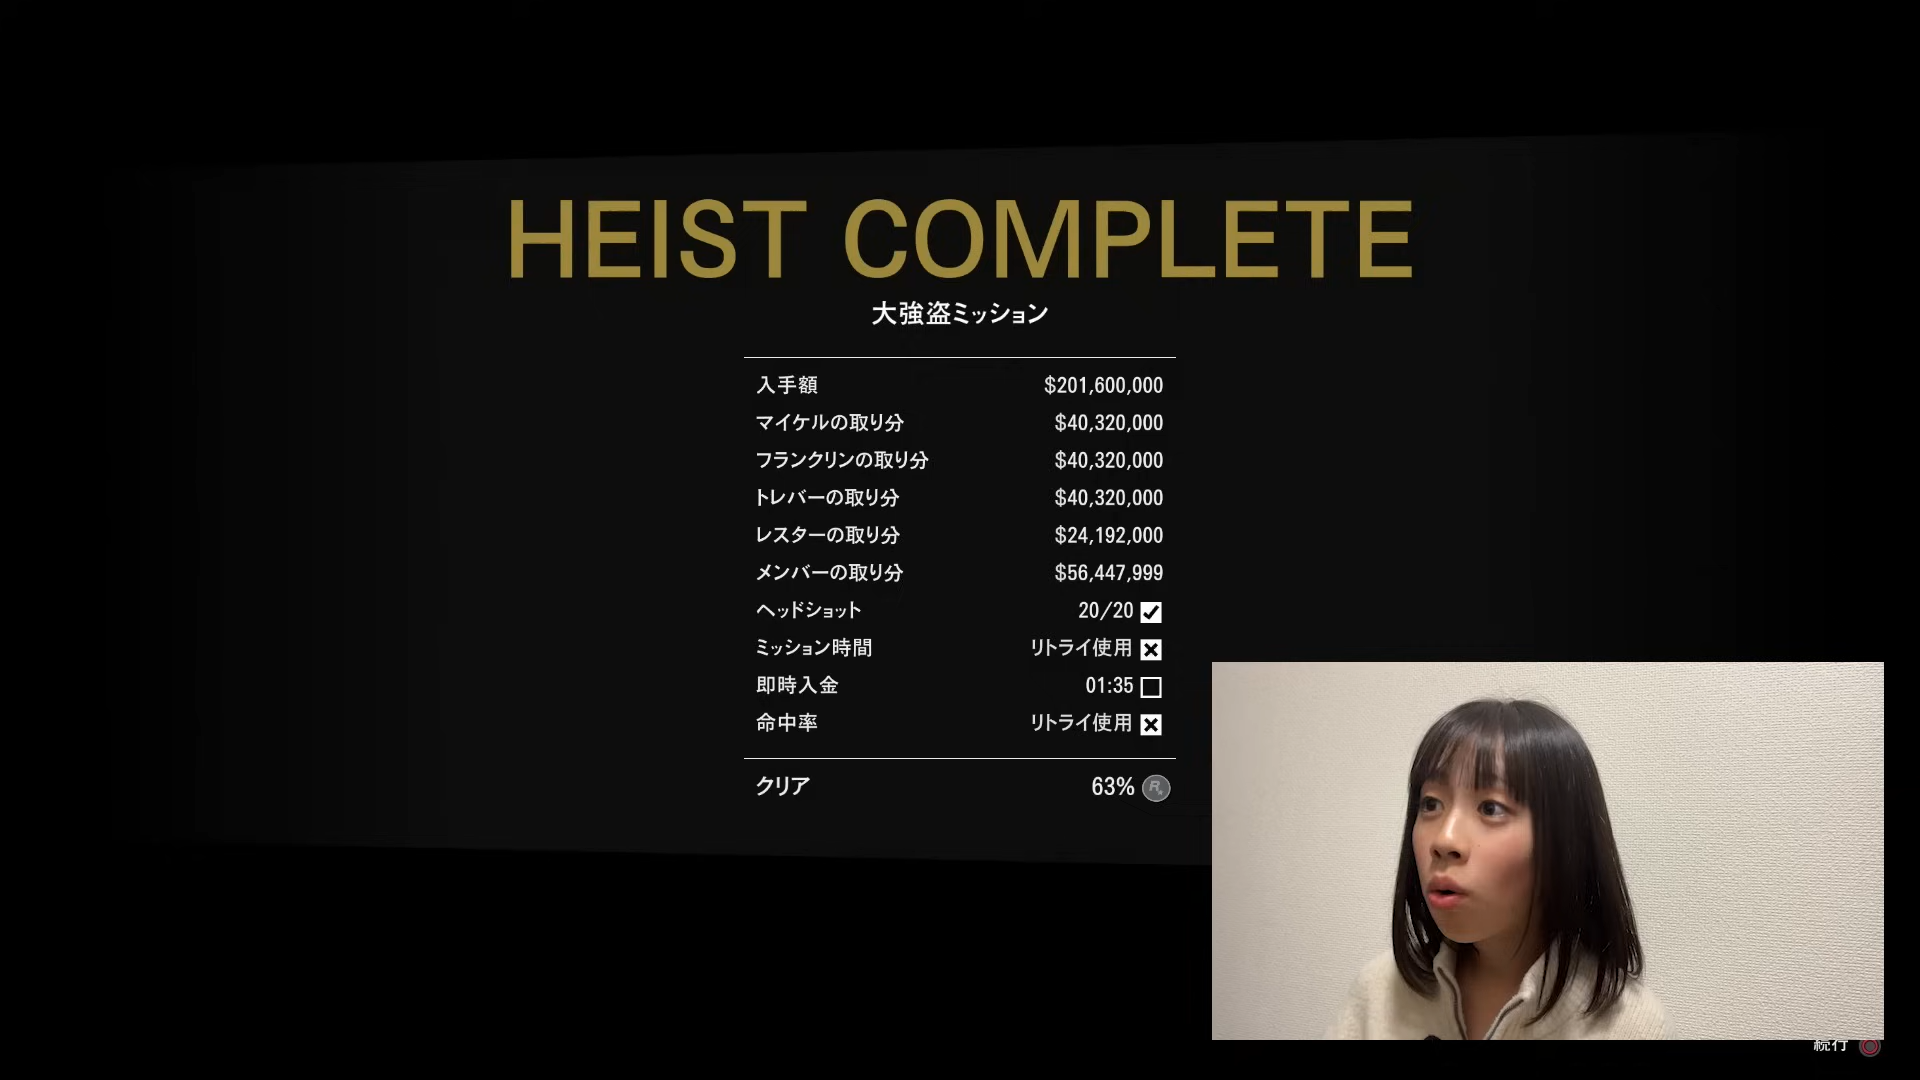 HEIST COMPLETE
大強盗ミッション
入手額 $201,600,000
マイケルの取り分 $40,320,000
フランクリンの取り分 $40,320,000
トレバーの取り分 $40,320,000
レスターの取り分 $24,192,000
メンバーの取り分 $56,447,999
ヘッドショット 20/20
ミッション時間 リトライ使用
即時入金 01:35
命中率 リトライ使用
クリア 63%
続行